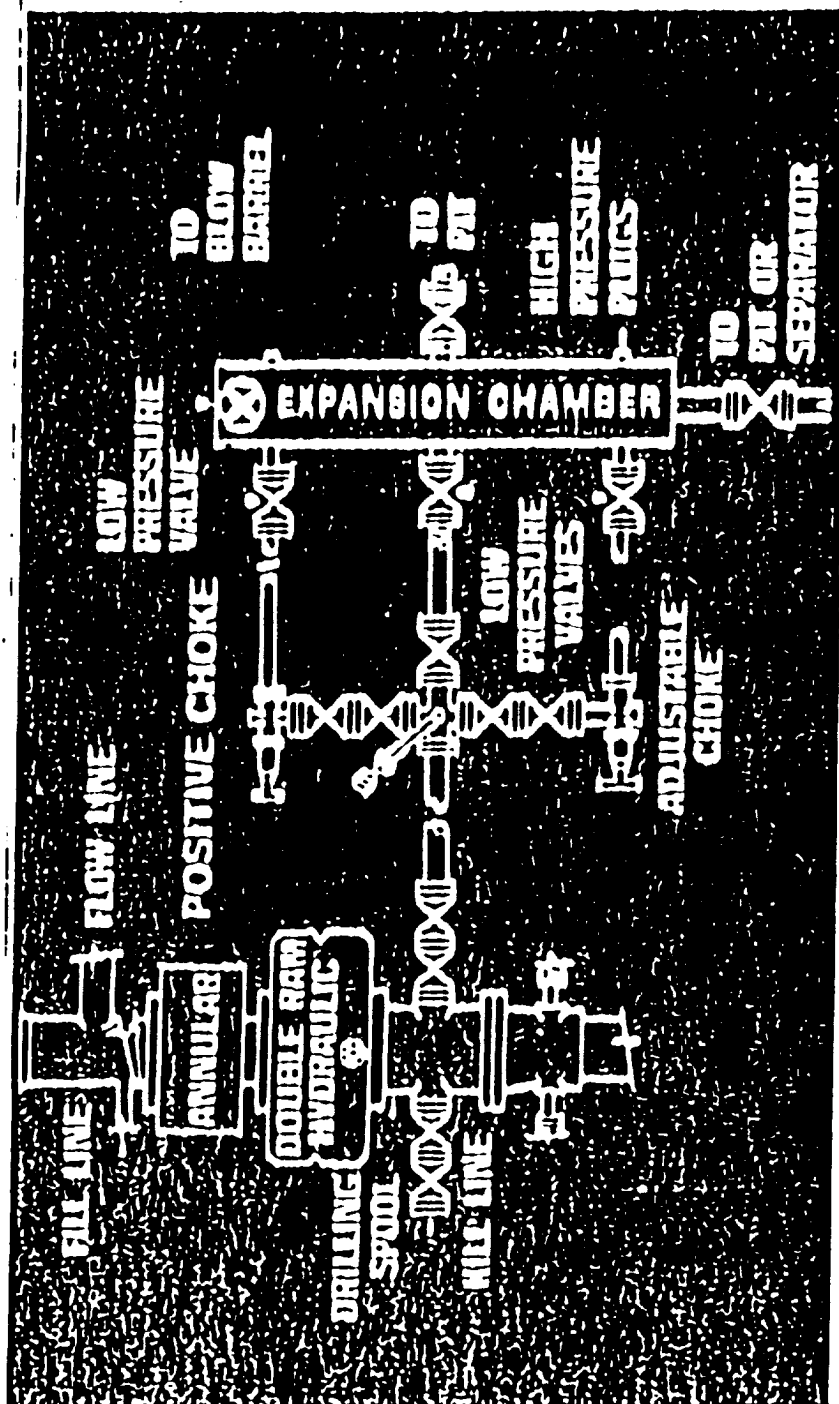 TO
BLOW
BARREL
TO
PIT
HIGH
PRESSURE
PLUGS
TO
PIT OR
SEPARATOR
EXPANSION CHAMBER
LOW
PRESSURE
VALVE
LOW
PRESSURE
VALVES
POSITIVE CHOKE
ADJUSTABLE
CHOKE
FLOW LINE
ANNULAR
DOUBLE RAM
HYDRAULIC
FILL LINE
DRILLING
SPOOL
KILL LINE